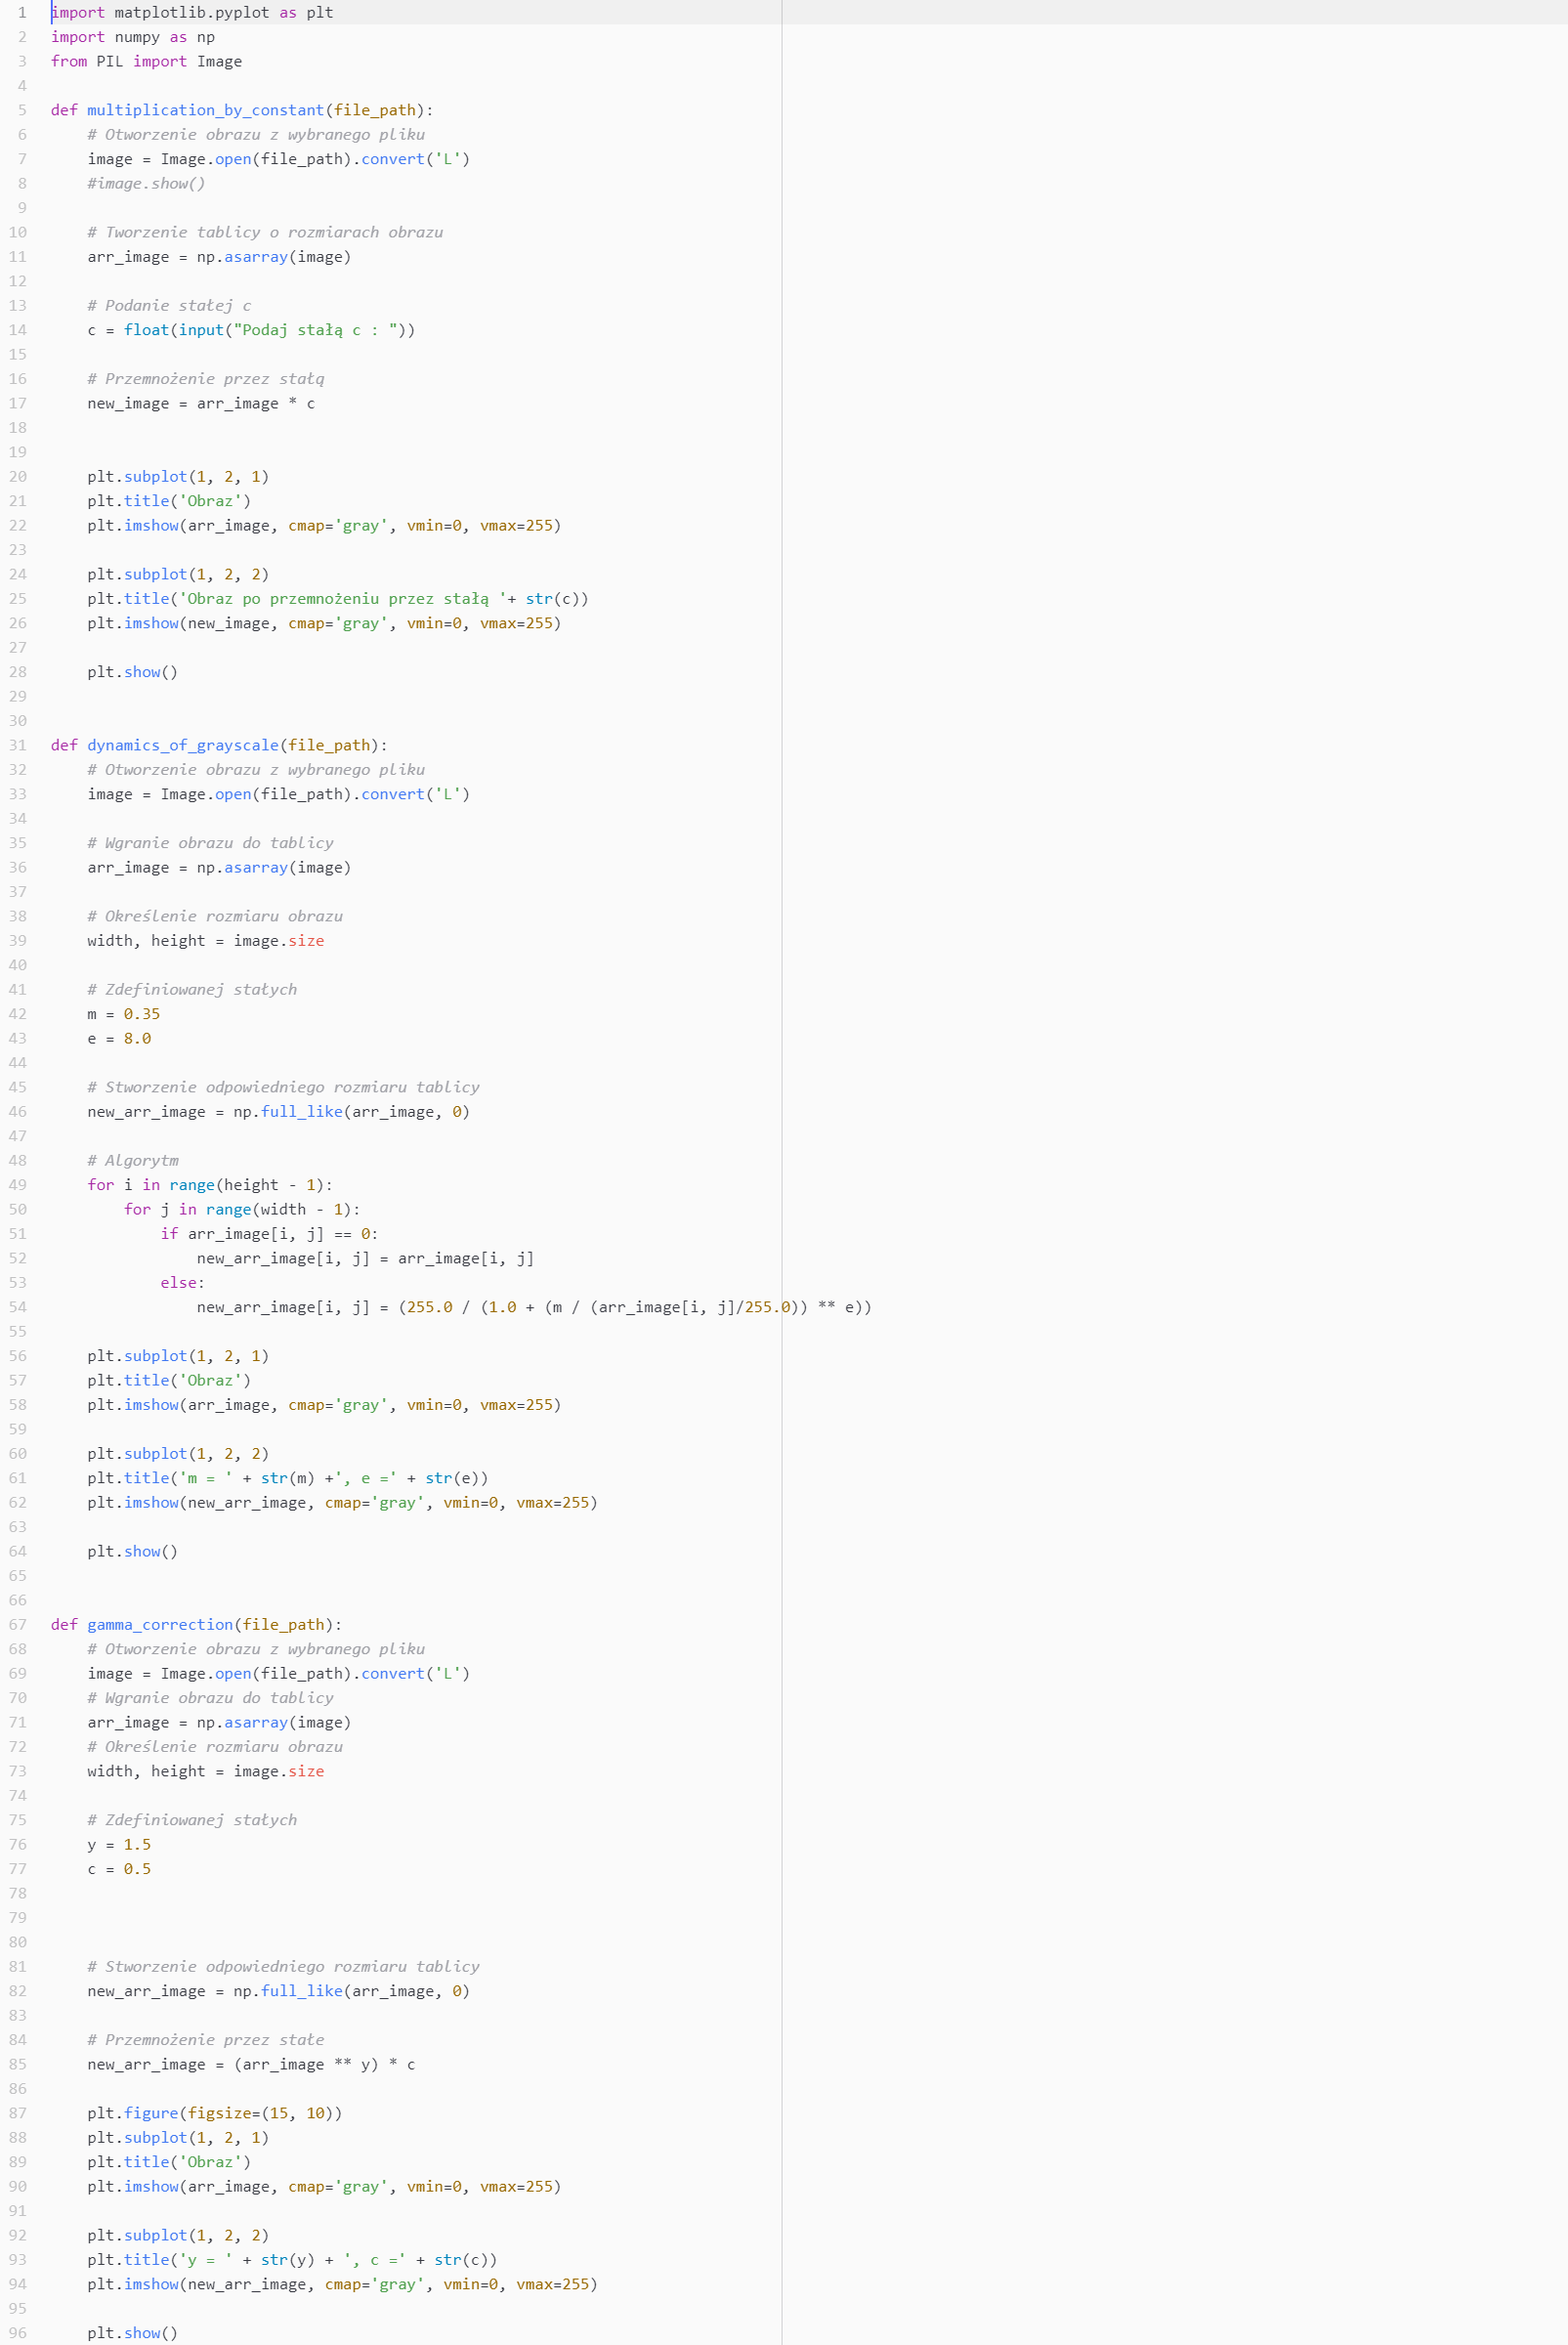 1 import matplotlib.pyplot as plt
2 import numpy as np
3 from PIL import Image
4
5 def multiplication_by_constant(file_path):
6     # Otworzenie obrazu z wybranego pliku
7     image = Image.open(file_path).convert('L')
8     #image.show()
9
10     # Tworzenie tablicy o rozmiarach obrazu
11     arr_image = np.asarray(image)
12
13     # Podanie stałej c
14     c = float(input("Podaj stałą c : "))
15
16     # Przemnożenie przez stałą
17     new_image = arr_image * c
18
19
20     plt.subplot(1, 2, 1)
21     plt.title('Obraz')
22     plt.imshow(arr_image, cmap='gray', vmin=0, vmax=255)
23
24     plt.subplot(1, 2, 2)
25     plt.title('Obraz po przemnożeniu przez stałą '+ str(c))
26     plt.imshow(new_image, cmap='gray', vmin=0, vmax=255)
27
28     plt.show()
29
30
31 def dynamics_of_grayscale(file_path):
32     # Otworzenie obrazu z wybranego pliku
33     image = Image.open(file_path).convert('L')
34
35     # Wgranie obrazu do tablicy
36     arr_image = np.asarray(image)
37
38     # Określenie rozmiaru obrazu
39     width, height = image.size
40
41     # Zdefiniowanej stałych
42     m = 0.35
43     e = 8.0
44
45     # Stworzenie odpowiedniego rozmiaru tablicy
46     new_arr_image = np.full_like(arr_image, 0)
47
48     # Algorytm
49     for i in range(height - 1):
50         for j in range(width - 1):
51             if arr_image[i, j] == 0:
52                 new_arr_image[i, j] = arr_image[i, j]
53             else:
54                 new_arr_image[i, j] = (255.0 / (1.0 + (m / (arr_image[i, j]/255.0)) ** e))
55
56     plt.subplot(1, 2, 1)
57     plt.title('Obraz')
58     plt.imshow(arr_image, cmap='gray', vmin=0, vmax=255)
59
60     plt.subplot(1, 2, 2)
61     plt.title('m = ' + str(m) +', e =' + str(e))
62     plt.imshow(new_arr_image, cmap='gray', vmin=0, vmax=255)
63
64     plt.show()
65
66
67 def gamma_correction(file_path):
68     # Otworzenie obrazu z wybranego pliku
69     image = Image.open(file_path).convert('L')
70     # Wgranie obrazu do tablicy
71     arr_image = np.asarray(image)
72     # Określenie rozmiaru obrazu
73     width, height = image.size
74
75     # Zdefiniowanej stałych
76     y = 1.5
77     c = 0.5
78
79
80
81     # Stworzenie odpowiedniego rozmiaru tablicy
82     new_arr_image = np.full_like(arr_image, 0)
83
84     # Przemnożenie przez stałe
85     new_arr_image = (arr_image ** y) * c
86
87     plt.figure(figsize=(15, 10))
88     plt.subplot(1, 2, 1)
89     plt.title('Obraz')
90     plt.imshow(arr_image, cmap='gray', vmin=0, vmax=255)
91
92     plt.subplot(1, 2, 2)
93     plt.title('y = ' + str(y) + ', c =' + str(c))
94     plt.imshow(new_arr_image, cmap='gray', vmin=0, vmax=255)
95
96     plt.show()